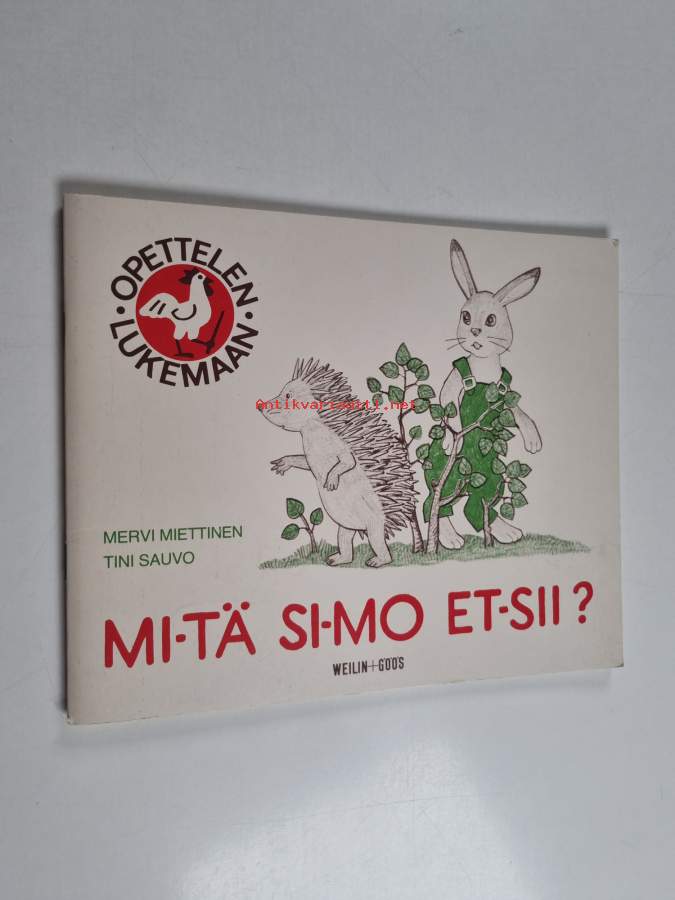 • OPETTELEN •
LUKEMAAN
Antikvariaatti.net
MERVI MIETTINEN
TINI SAUVO
MI-TÄ SI-MO ET-SII ?
WEILIN+GÖÖS